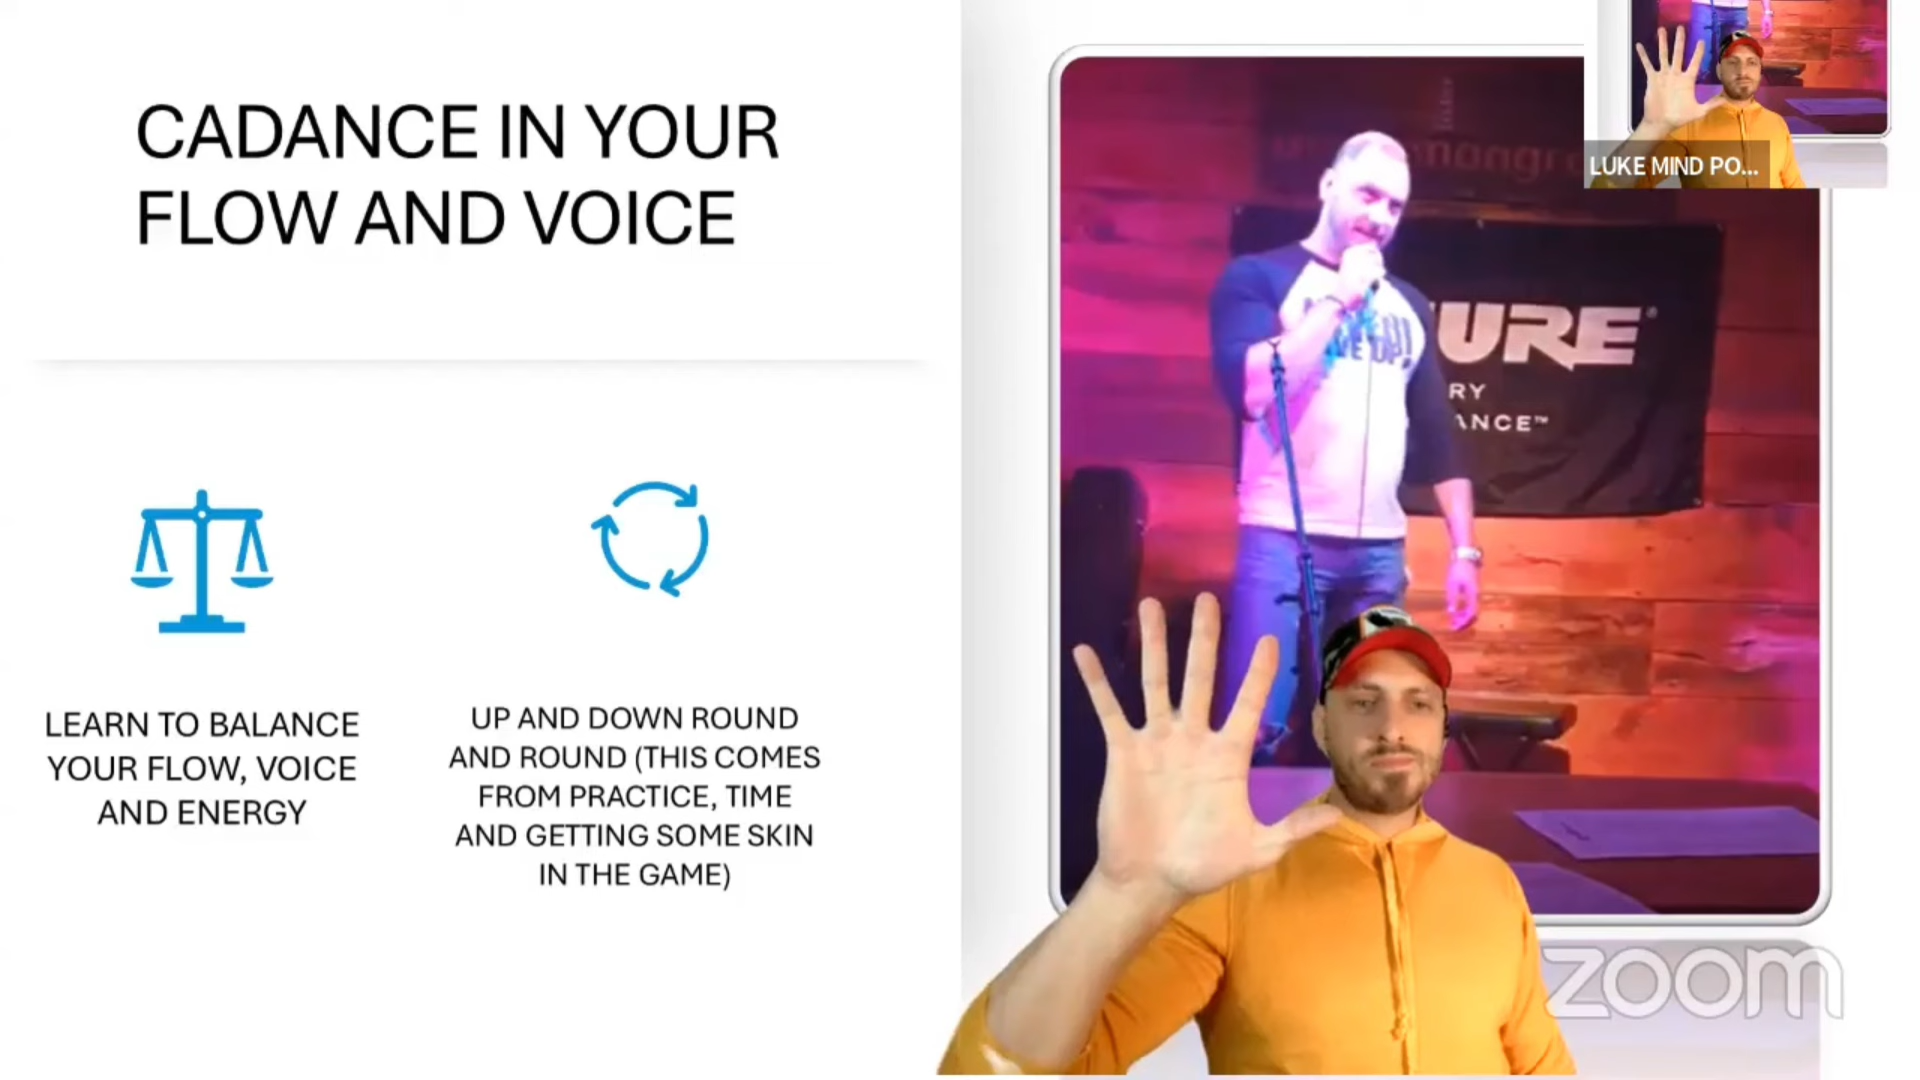 CADANCE IN YOUR
FLOW AND VOICE
LEARN TO BALANCE
YOUR FLOW, VOICE
AND ENERGY
UP AND DOWN ROUND
AND ROUND (THIS COMES
FROM PRACTICE, TIME
AND GETTING SOME SKIN
IN THE GAME)
LUKE MIND PO...
URE®
RY
ANCE™
zoom